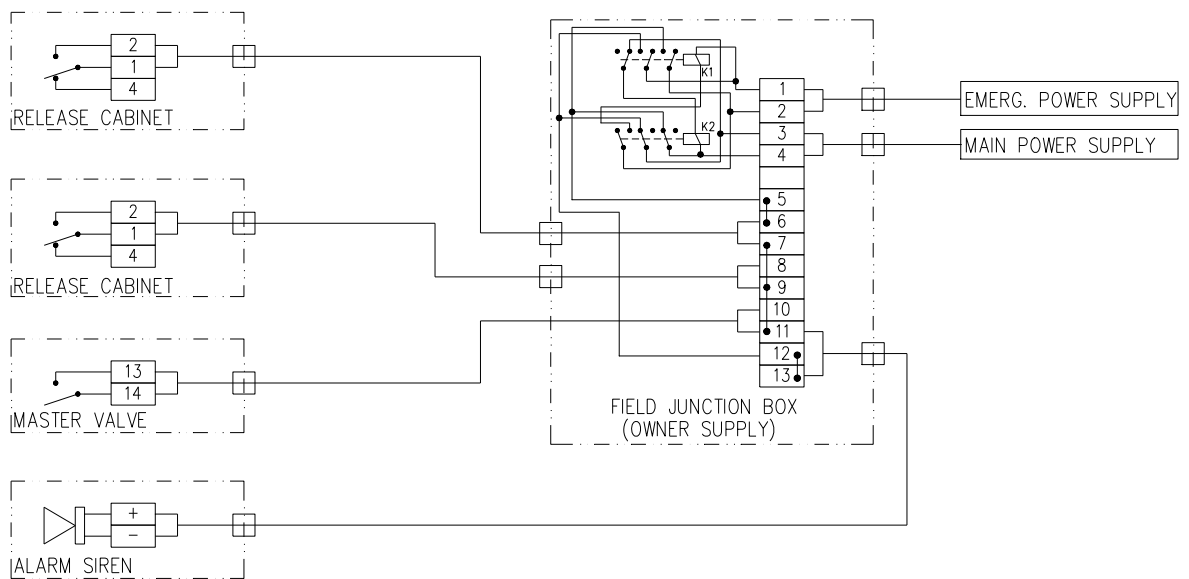 2
1
4
RELEASE CABINET
2
1
4
RELEASE CABINET
13
14
MASTER VALVE
+
−
ALARM SIREN
K1
K2
1
2
3
4
5
6
7
8
9
10
11
12
13
FIELD JUNCTION BOX
(OWNER SUPPLY)
EMERG. POWER SUPPLY
MAIN POWER SUPPLY